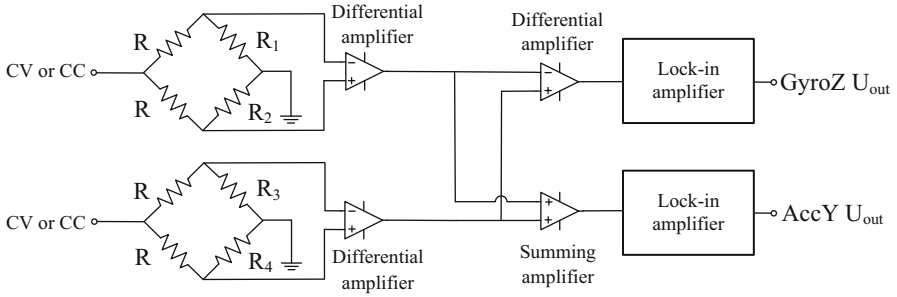 Differential
amplifier
Differential
amplifier
R
R₁
CV or CC
−
+
−
+
Lock-in
amplifier
GyroZ Uout
R
R₂
R
R₃
CV or CC
−
+
+
+
Lock-in
amplifier
AccY Uout
R
R₄
Differential
amplifier
Summing
amplifier